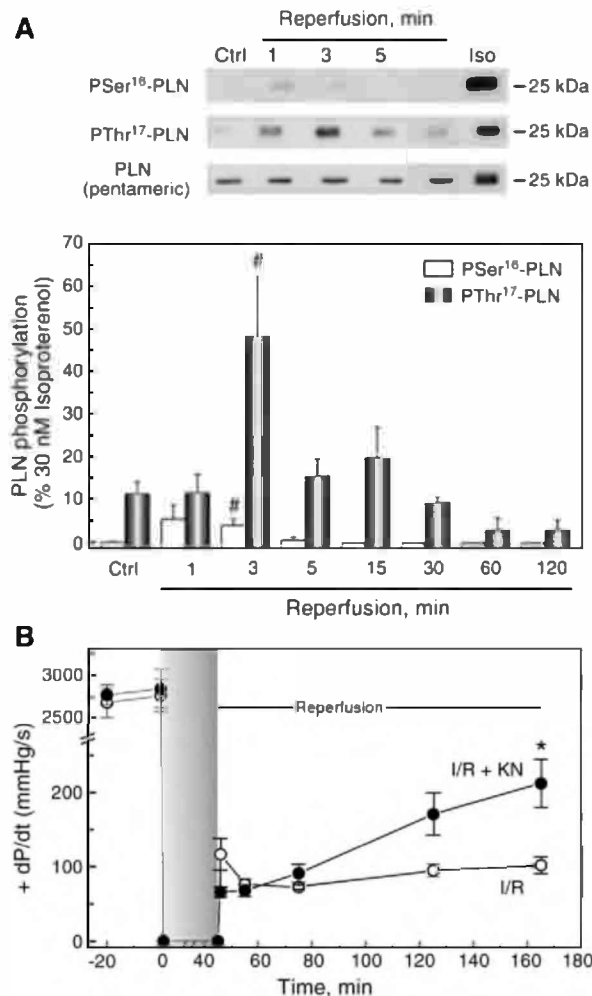 A
Reperfusion, min
Ctrl 1 3 5 Iso
PSer16-PLN
25 kDa
PThr17-PLN
25 kDa
PLN
(pentameric)
25 kDa
PLN phosphorylation
(% 30 nM Isoproterenol)
70
60
50
40
30
20
10
0
#
#
PSer16-PLN
PThr17-PLN
Ctrl 1 3 5 15 30 60 120
Reperfusion, min
B
+ dP/dt (mmHg/s)
3000
2500
200
100
0
Reperfusion
*
I/R + KN
I/R
-20 0 40 60 80 100 120 140 160 180
Time, min